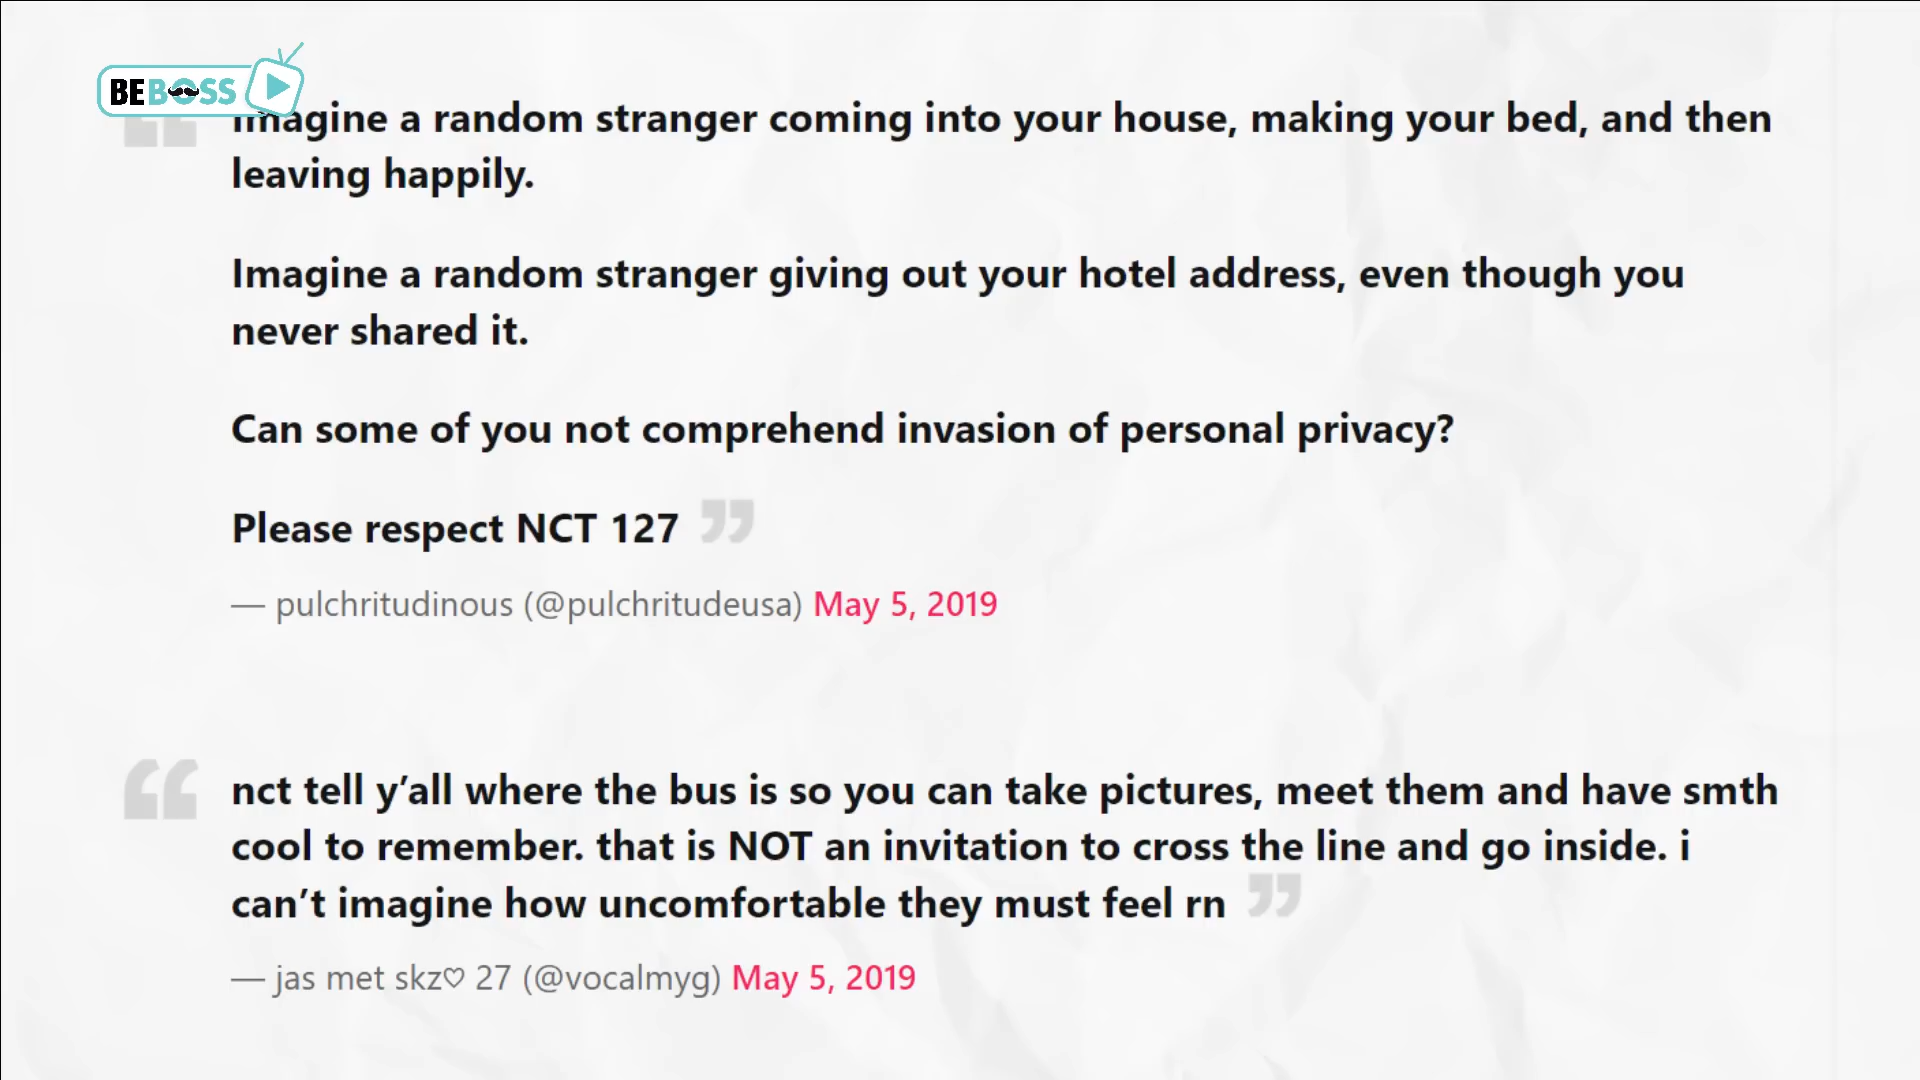 BEBOSS
“ Imagine a random stranger coming into your house, making your bed, and then
leaving happily.
Imagine a random stranger giving out your hotel address, even though you
never shared it.
Can some of you not comprehend invasion of personal privacy?
Please respect NCT 127 ”
— pulchritudinous (@pulchritudeusa) May 5, 2019
“ nct tell y’all where the bus is so you can take pictures, meet them and have smth
cool to remember. that is NOT an invitation to cross the line and go inside. i
can’t imagine how uncomfortable they must feel rn ”
— jas met skz♡ 27 (@vocalmyg) May 5, 2019